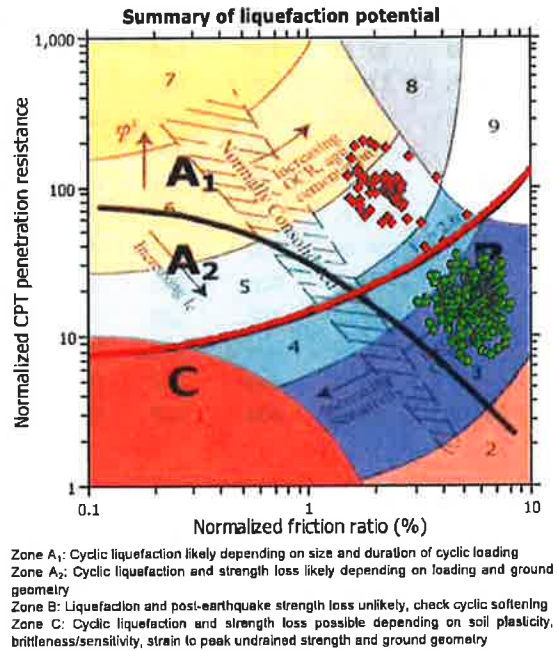 Summary of liquefaction potential
Normalized CPT penetration resistance
1,000
100
10
1
7
8
9
φ'
A₁
Increasing
OCR, age,
Normally Consolidated
6
A₂
Increasing Ic
5
B
4
3
C
2
0.1
1
10
Normalized friction ratio (%)
Zone A₁: Cyclic liquefaction likely depending on size and duration of cyclic loading
Zone A₂: Cyclic liquefaction and strength loss likely depending on loading and ground
geometry
Zone B: Liquefaction and post-earthquake strength loss unlikely, check cyclic softening
Zone C: Cyclic liquefaction and strength loss possible depending on soil plasticity,
brittleness/sensitivity, strain to peak undrained strength and ground geometry